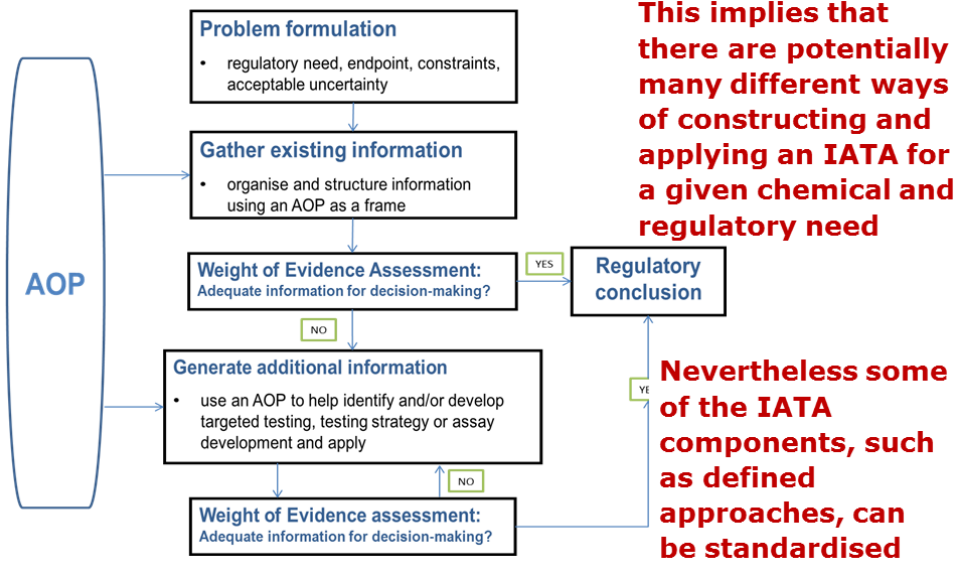 AOP
Problem formulation
• regulatory need, endpoint, constraints,
acceptable uncertainty
Gather existing information
• organise and structure information
using an AOP as a frame
Weight of Evidence Assessment:
Adequate information for decision-making?
YES
Regulatory
conclusion
NO
Generate additional information
• use an AOP to help identify and/or develop
targeted testing, testing strategy or assay
development and apply
NO
Weight of Evidence assessment:
Adequate information for decision-making?
This implies that
there are potentially
many different ways
of constructing and
applying an IATA for
a given chemical and
regulatory need
Nevertheless some
of the IATA
components, such
as defined
approaches, can
be standardised